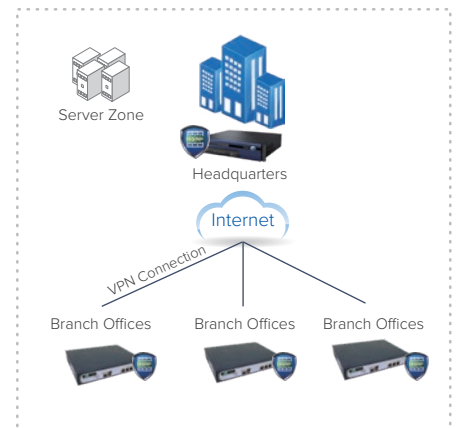 Server Zone
Headquarters
Internet
VPN Connection
Branch Offices
Branch Offices
Branch Offices